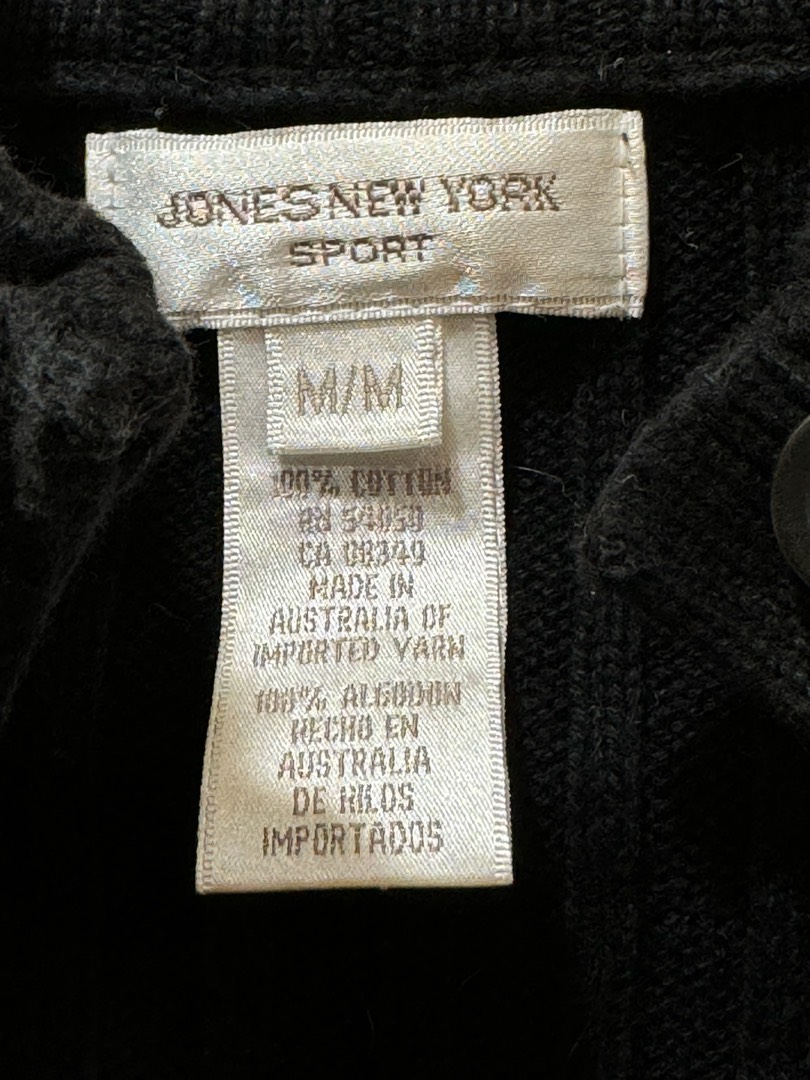 JONES NEW YORK
SPORT
M/M
100% COTTON
RN 54050
CA 08349
MADE IN
AUSTRALIA OF
IMPORTED YARN
100% ALGODON
HECHO EN
AUSTRALIA
DE HILOS
IMPORTADOS